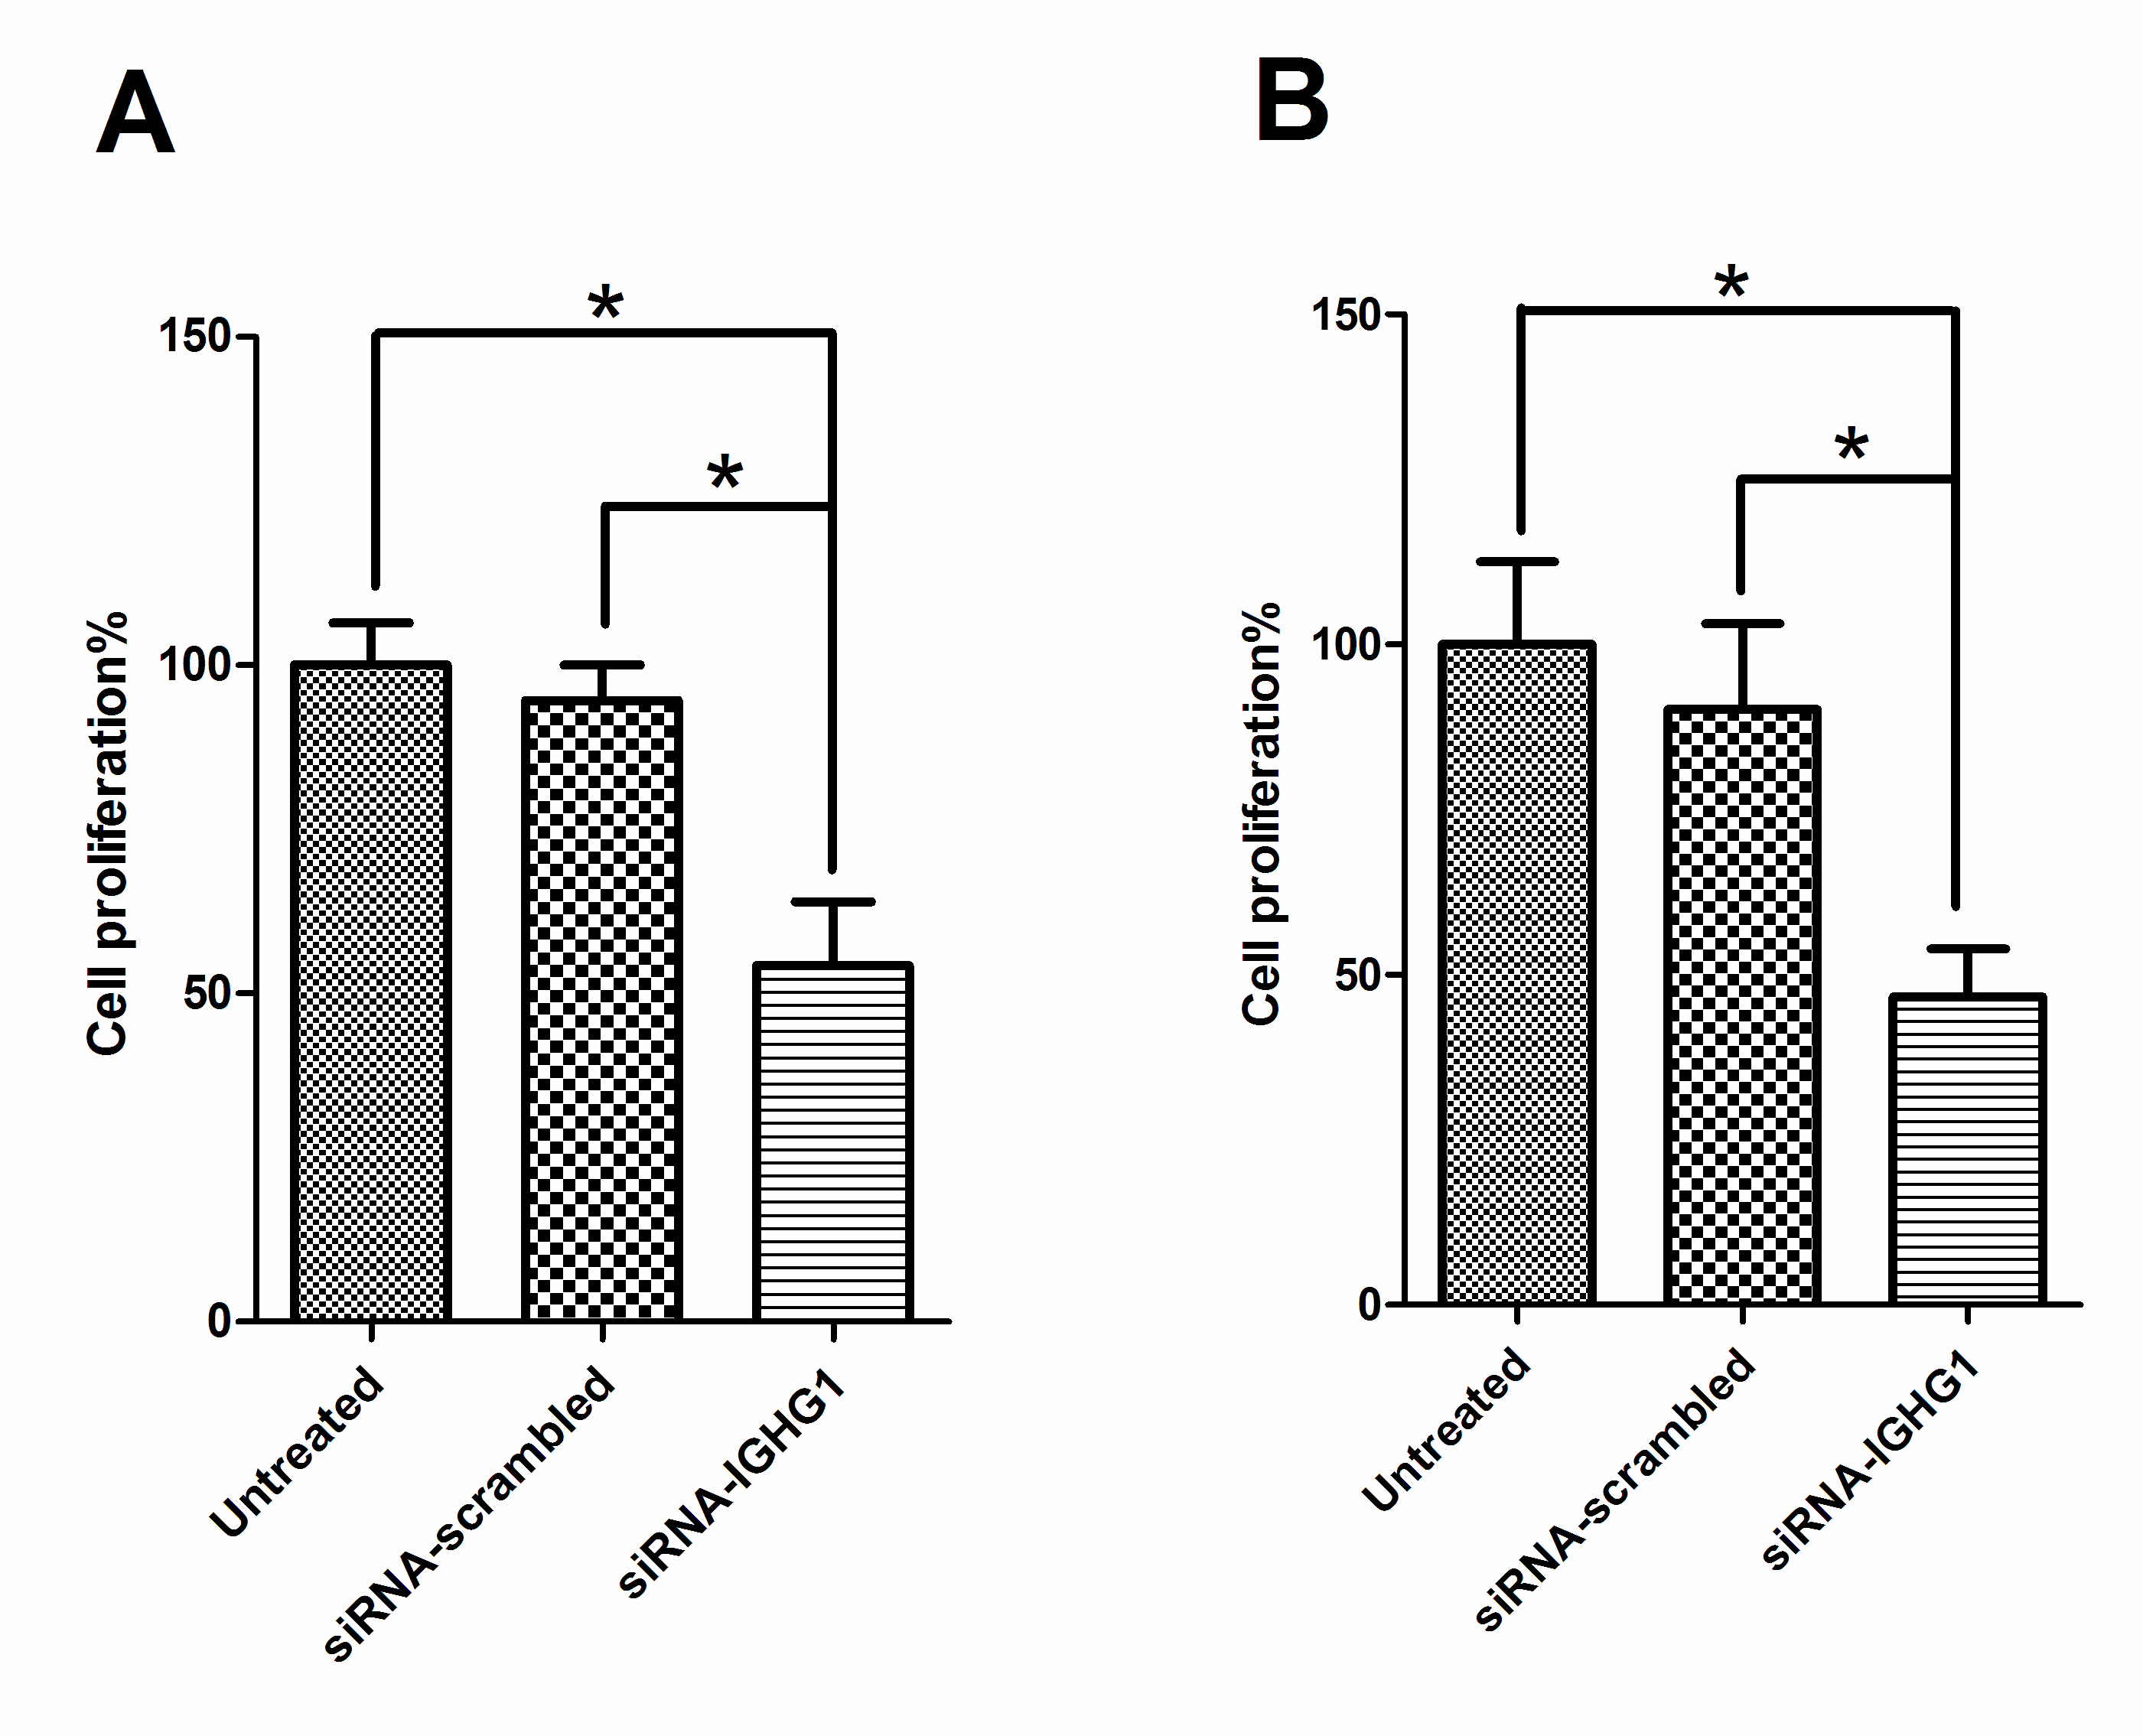 A
*
*
150
100
50
0
Cell proliferation%
Untreated
siRNA-scrambled
siRNA-IGHG1
B
*
*
150
100
50
0
Cell proliferation%
Untreated
siRNA-scrambled
siRNA-IGHG1